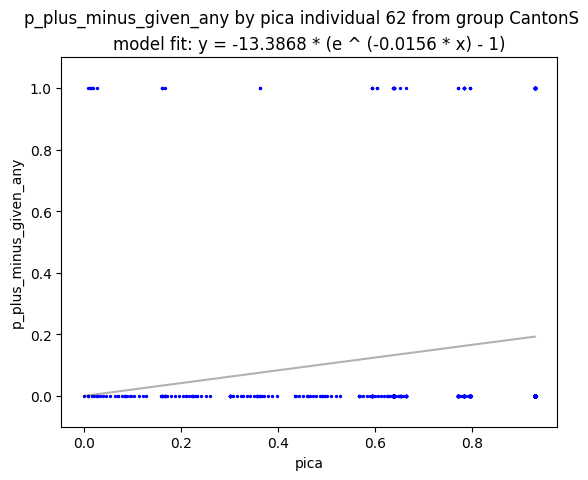 p_plus_minus_given_any by pica individual 62 from group CantonS
model fit: y = -13.3868 * (e ^ (-0.0156 * x) - 1)
1.0
0.8
0.6
0.4
0.2
0.0
p_plus_minus_given_any
0.0 0.2 0.4 0.6 0.8
pica